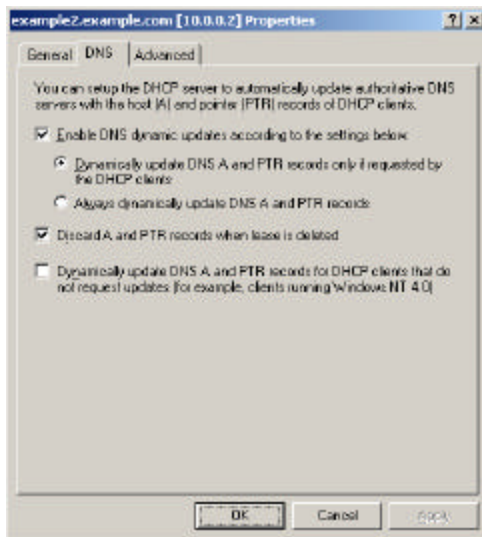 example2.example.com [10.0.0.2] Properties
General DNS Advanced
You can setup the DHCP server to automatically update authoritative DNS
servers with the host (A) and pointer (PTR) records of DHCP clients.
Enable DNS dynamic updates according to the settings below:
Dynamically update DNS A and PTR records only if requested by
the DHCP clients
Always dynamically update DNS A and PTR records
Discard A and PTR records when lease is deleted
Dynamically update DNS A and PTR records for DHCP clients that do
not request updates (for example, clients running Windows NT 4.0)
OK Cancel Apply